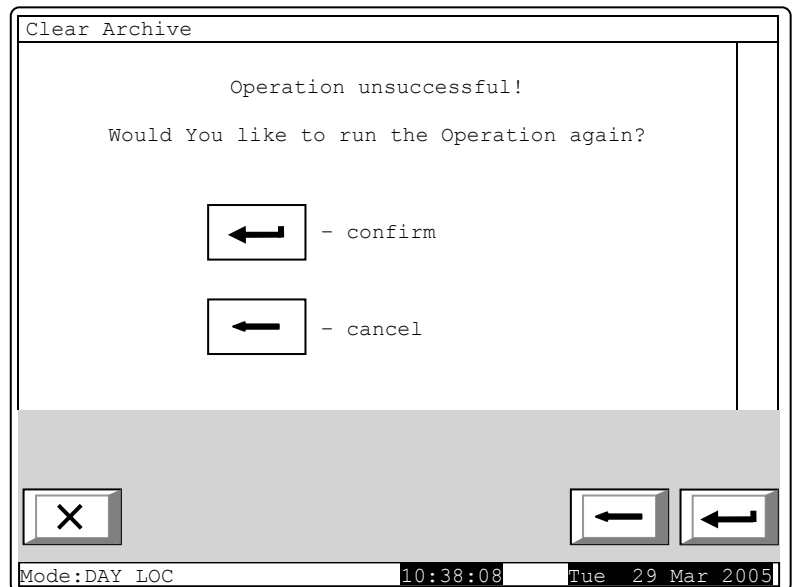 Clear Archive
Operation unsuccessful!
Would You like to run the Operation again?
- confirm
- cancel
Mode:DAY LOC 10:38:08 Tue 29 Mar 2005